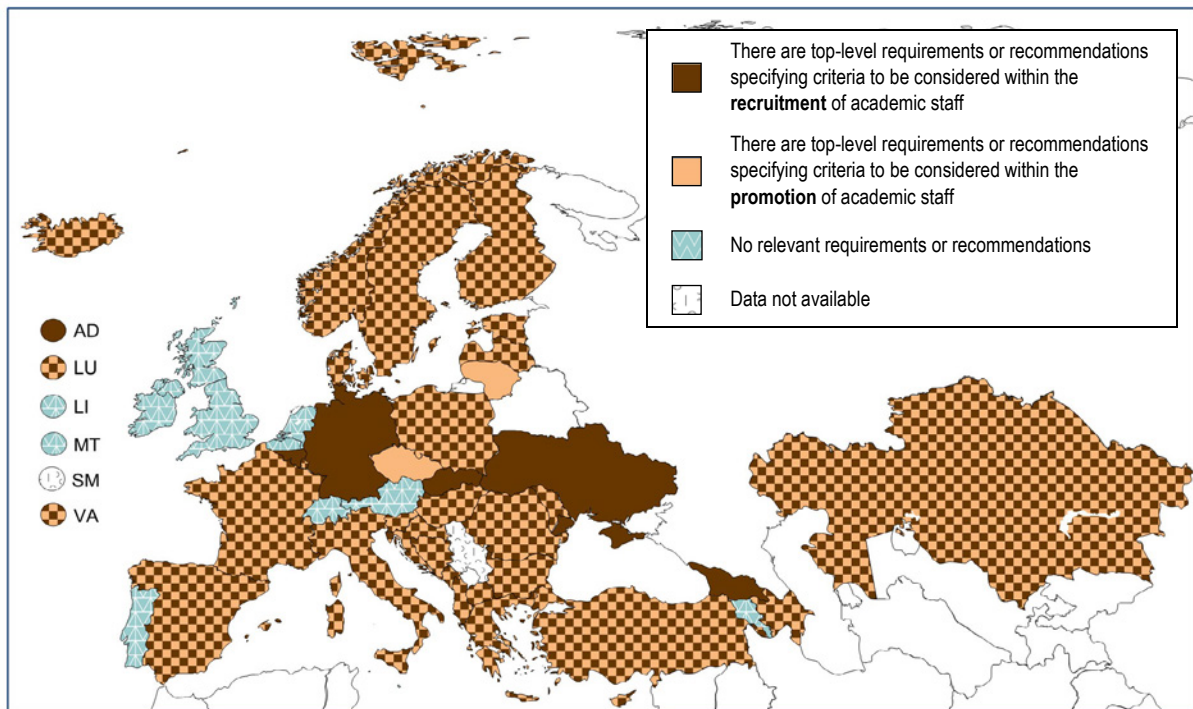 There are top-level requirements or recommendations
specifying criteria to be considered within the
recruitment of academic staff
There are top-level requirements or recommendations
specifying criteria to be considered within the
promotion of academic staff
No relevant requirements or recommendations
Data not available
AD
LU
LI
MT
SM
VA